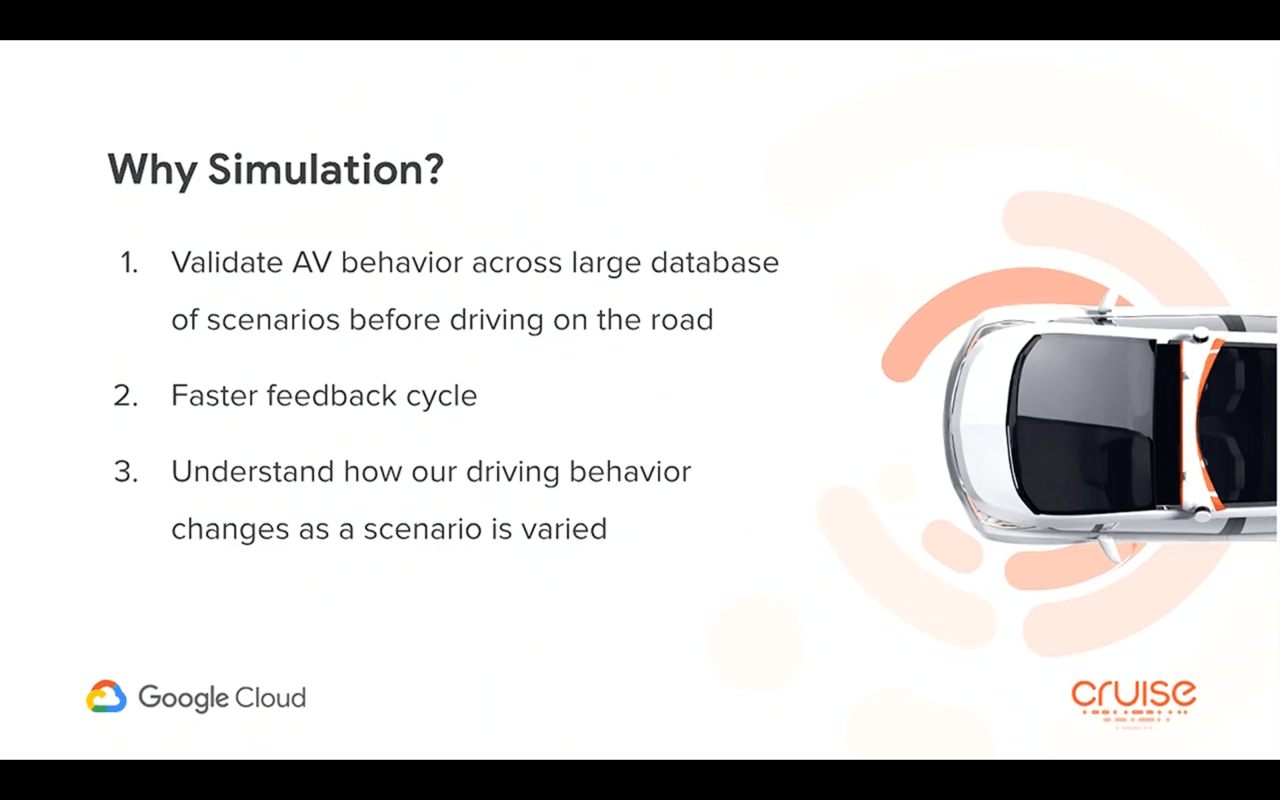 Why Simulation?
1. Validate AV behavior across large database
of scenarios before driving on the road
2. Faster feedback cycle
3. Understand how our driving behavior
changes as a scenario is varied
Google Cloud
cruise